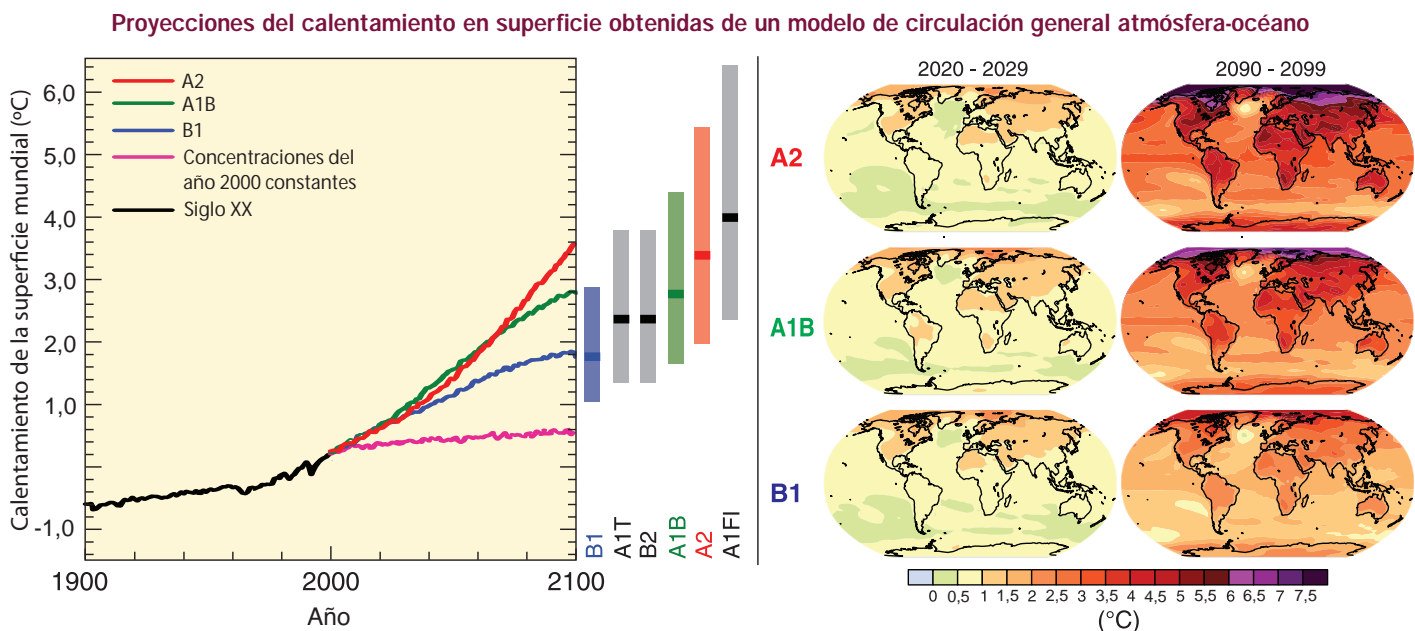 Proyecciones del calentamiento en superficie obtenidas de un modelo de circulación general atmósfera-océano
Calentamiento de la superficie mundial (ºC)
6,0
5,0
4,0
3,0
2,0
1,0
-1,0
A2
A1B
B1
Concentraciones del
año 2000 constantes
Siglo XX
1900
2000
2100
Año
B1
A1T
B2
A1B
A2
A1FI
2020 - 2029
2090 - 2099
A2
A1B
B1
0 0,5 1 1,5 2 2,5 3 3,5 4 4,5 5 5,5 6 6,5 7 7,5
(°C)